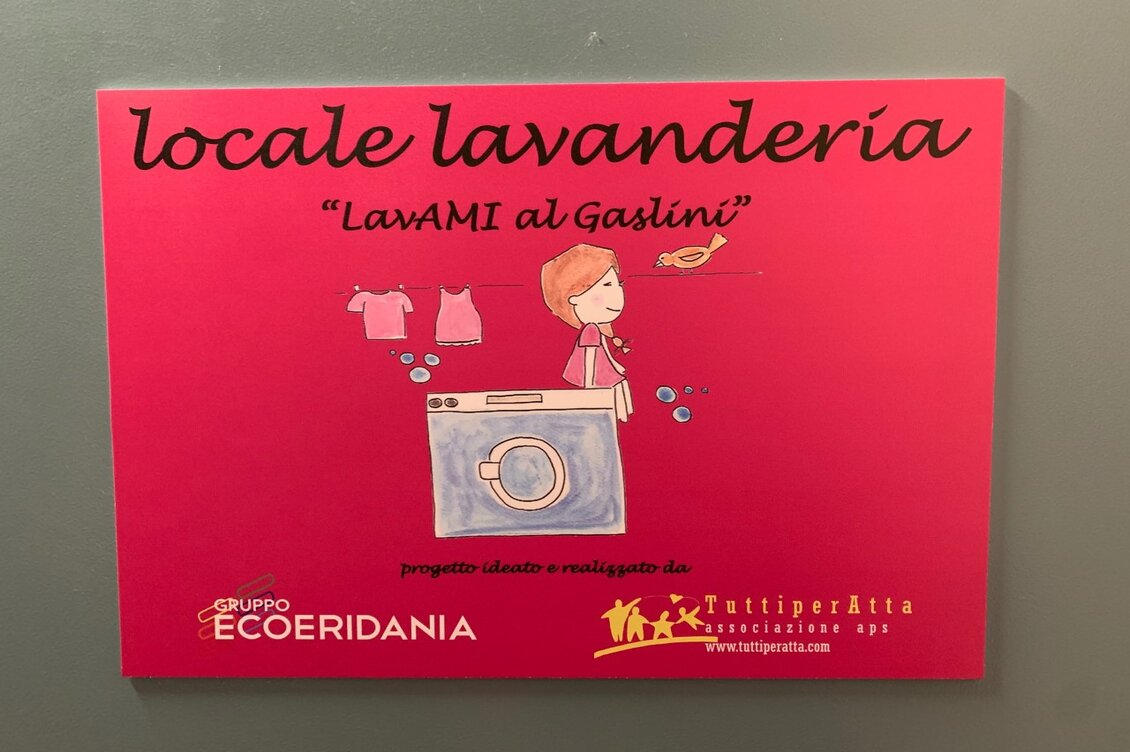 locale lavanderia
“LavAMI al Gaslini”
progetto ideato e realizzato da
GRUPPO
ECOERIDANIA
TuttiperAtta
associazione aps
www.tuttiperatta.com